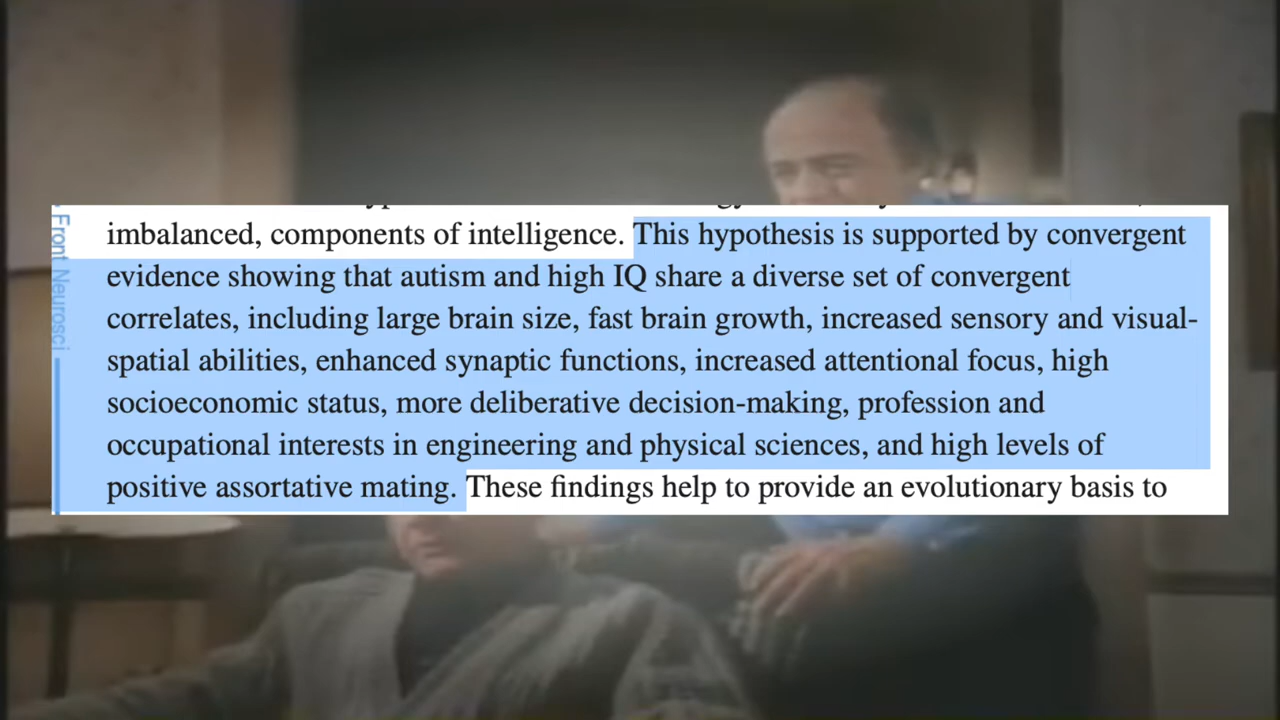 imbalanced, components of intelligence. This hypothesis is supported by convergent
evidence showing that autism and high IQ share a diverse set of convergent
correlates, including large brain size, fast brain growth, increased sensory and visual-
spatial abilities, enhanced synaptic functions, increased attentional focus, high
socioeconomic status, more deliberative decision-making, profession and
occupational interests in engineering and physical sciences, and high levels of
positive assortative mating. These findings help to provide an evolutionary basis to
Front Neurosci